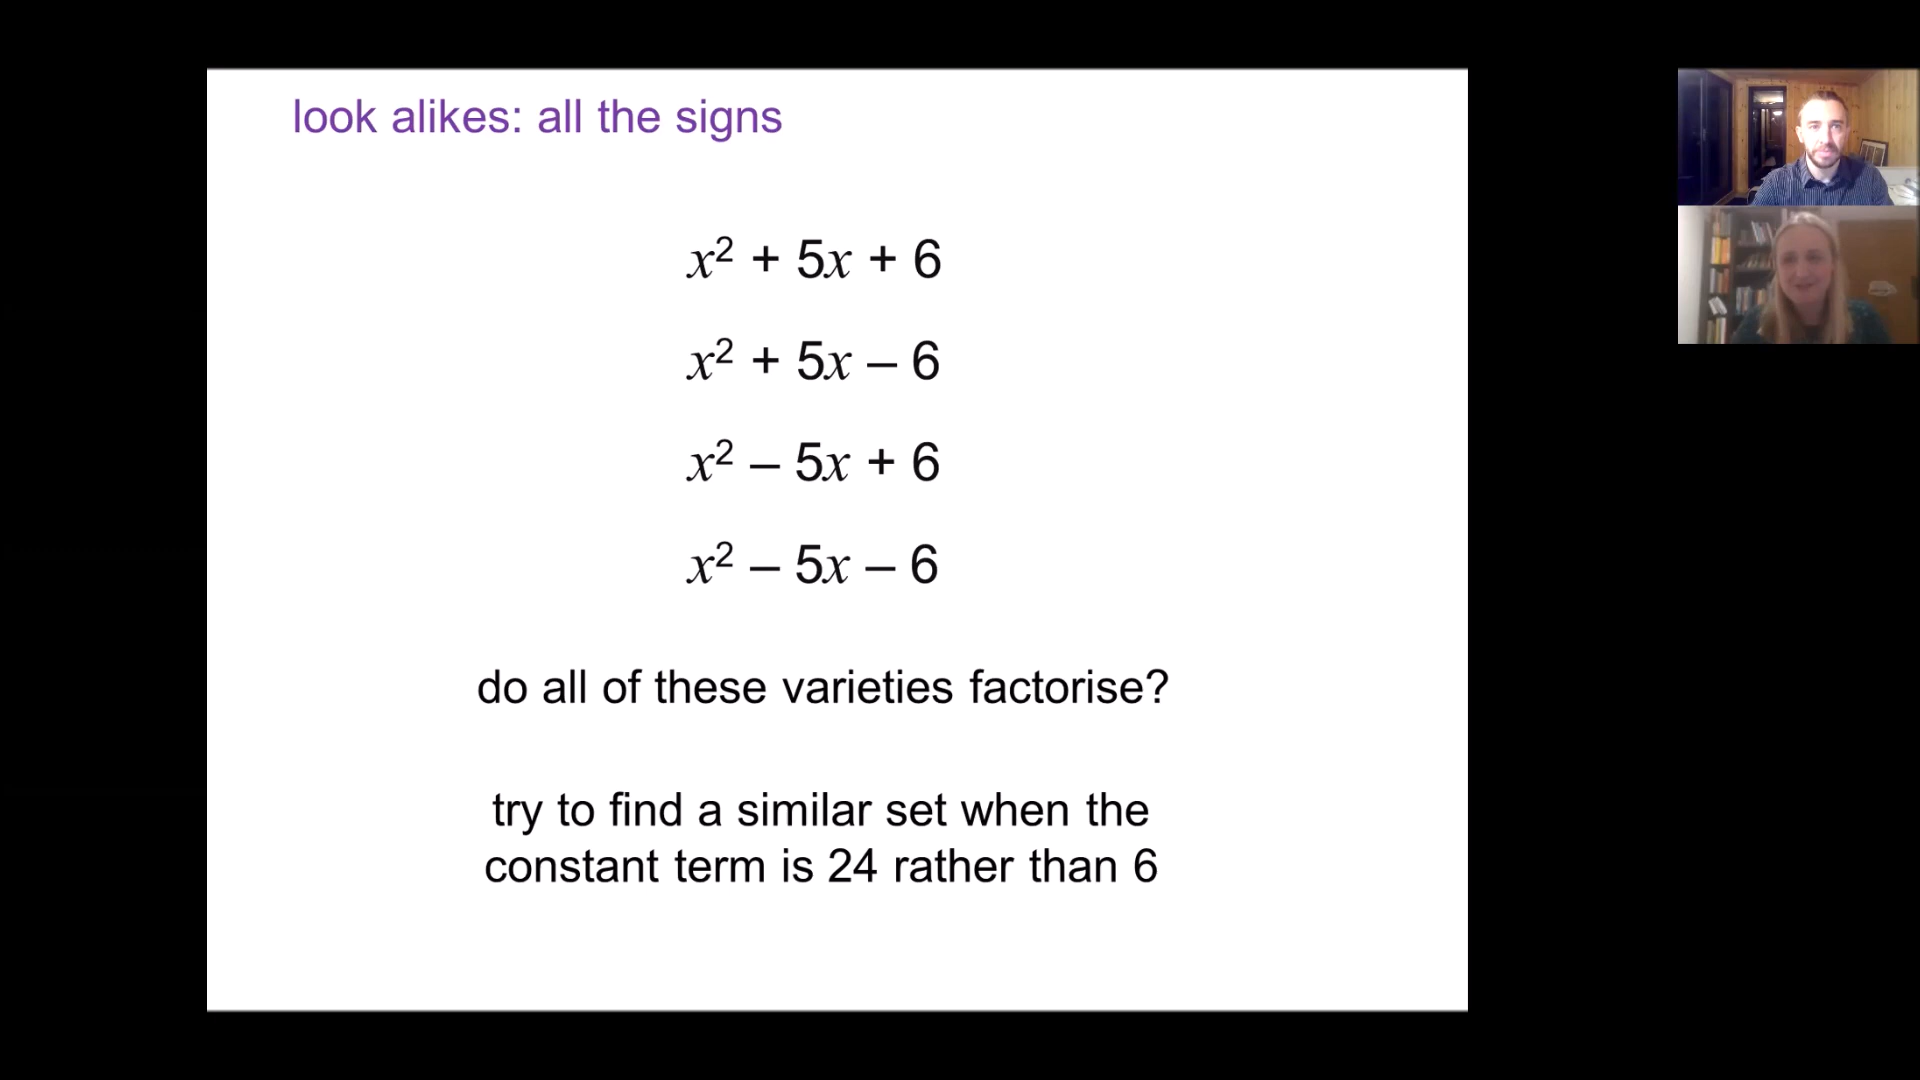 look alikes: all the signs
x² + 5x + 6
x² + 5x – 6
x² – 5x + 6
x² – 5x – 6
do all of these varieties factorise?
try to find a similar set when the
constant term is 24 rather than 6